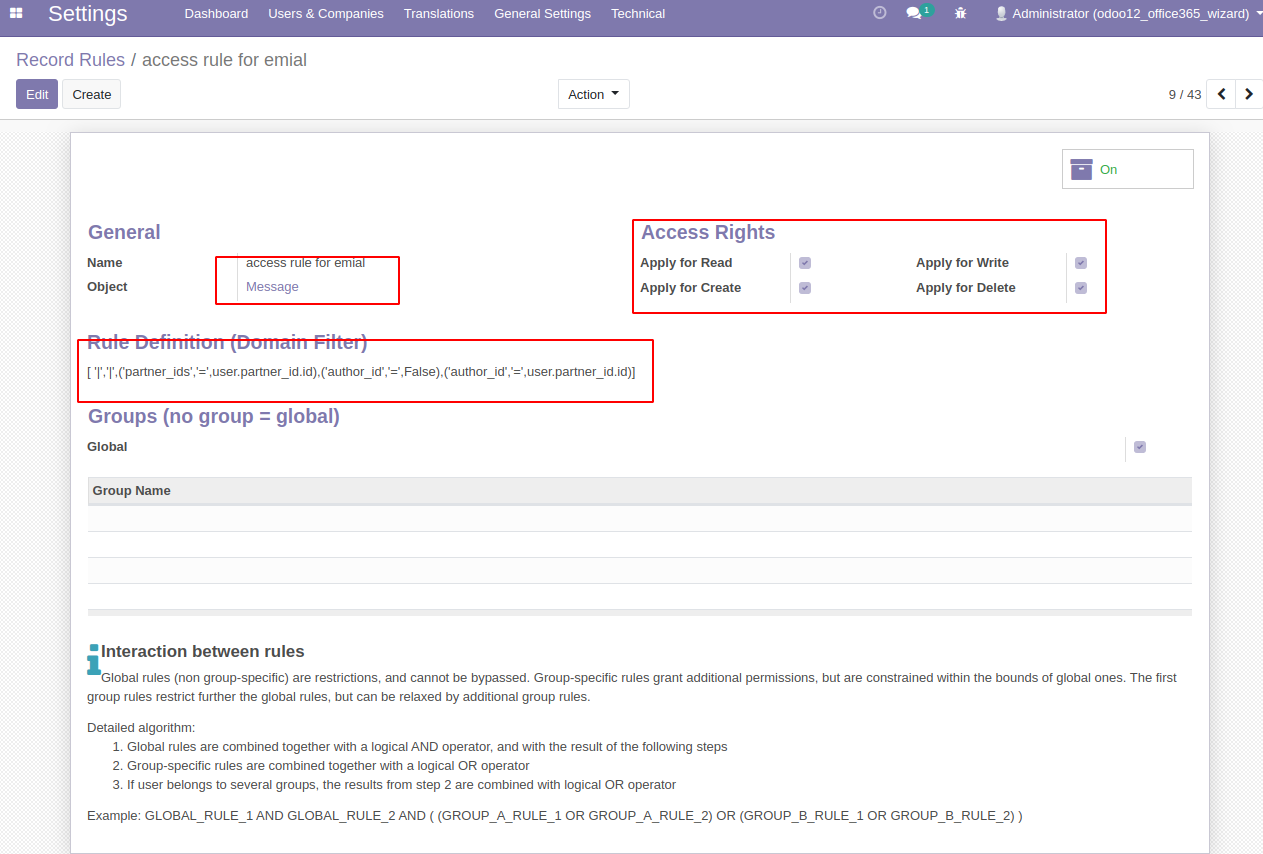 Settings Dashboard Users & Companies Translations General Settings Technical 1 Administrator (odoo12_office365_wizard)
Record Rules / access rule for emial
Edit Create Action 9 / 43
On
General Access Rights
Name access rule for emial Apply for Read Apply for Write
Object Message Apply for Create Apply for Delete
Rule Definition (Domain Filter)
[ '|','|',('partner_ids','=',user.partner_id.id),('author_id','=',False),('author_id','=',user.partner_id.id)]
Groups (no group = global)
Global
Group Name
Interaction between rules
Global rules (non group-specific) are restrictions, and cannot be bypassed. Group-specific rules grant additional permissions, but are constrained within the bounds of global ones. The first
group rules restrict further the global rules, but can be relaxed by additional group rules.
Detailed algorithm:
1. Global rules are combined together with a logical AND operator, and with the result of the following steps
2. Group-specific rules are combined together with a logical OR operator
3. If user belongs to several groups, the results from step 2 are combined with logical OR operator
Example: GLOBAL_RULE_1 AND GLOBAL_RULE_2 AND ( (GROUP_A_RULE_1 OR GROUP_A_RULE_2) OR (GROUP_B_RULE_1 OR GROUP_B_RULE_2) )